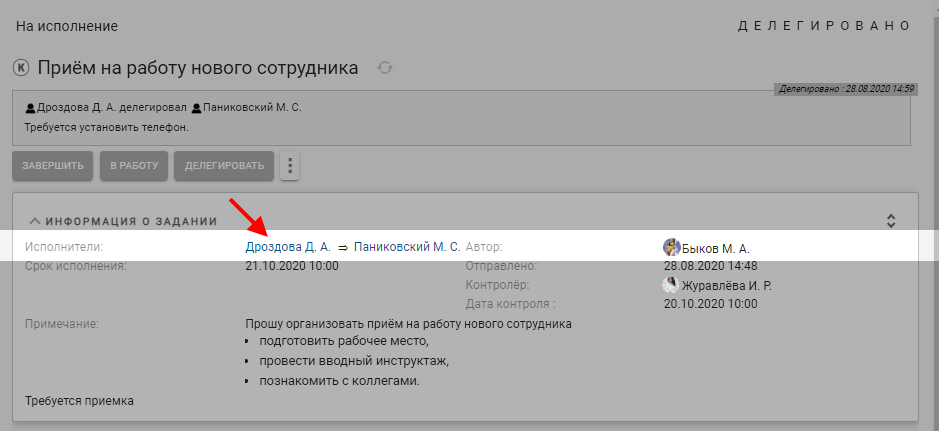 На исполнение
ДЕЛЕГИРОВАНО
К Приём на работу нового сотрудника
Делегировано : 28.08.2020 14:59
Дроздова Д. А. делегировал Паниковский М. С.
Требуется установить телефон.
ЗАВЕРШИТЬ В РАБОТУ ДЕЛЕГИРОВАТЬ
ИНФОРМАЦИЯ О ЗАДАНИИ
Исполнители: Дроздова Д. А. ⇒ Паниковский М. С. Автор: Быков М. А.
Срок исполнения: 21.10.2020 10:00 Отправлено: 28.08.2020 14:48
Контролёр: Журавлёва И. Р.
Дата контроля : 20.10.2020 10:00
Примечание: Прошу организовать приём на работу нового сотрудника
• подготовить рабочее место,
• провести вводный инструктаж,
• познакомить с коллегами.
Требуется приемка